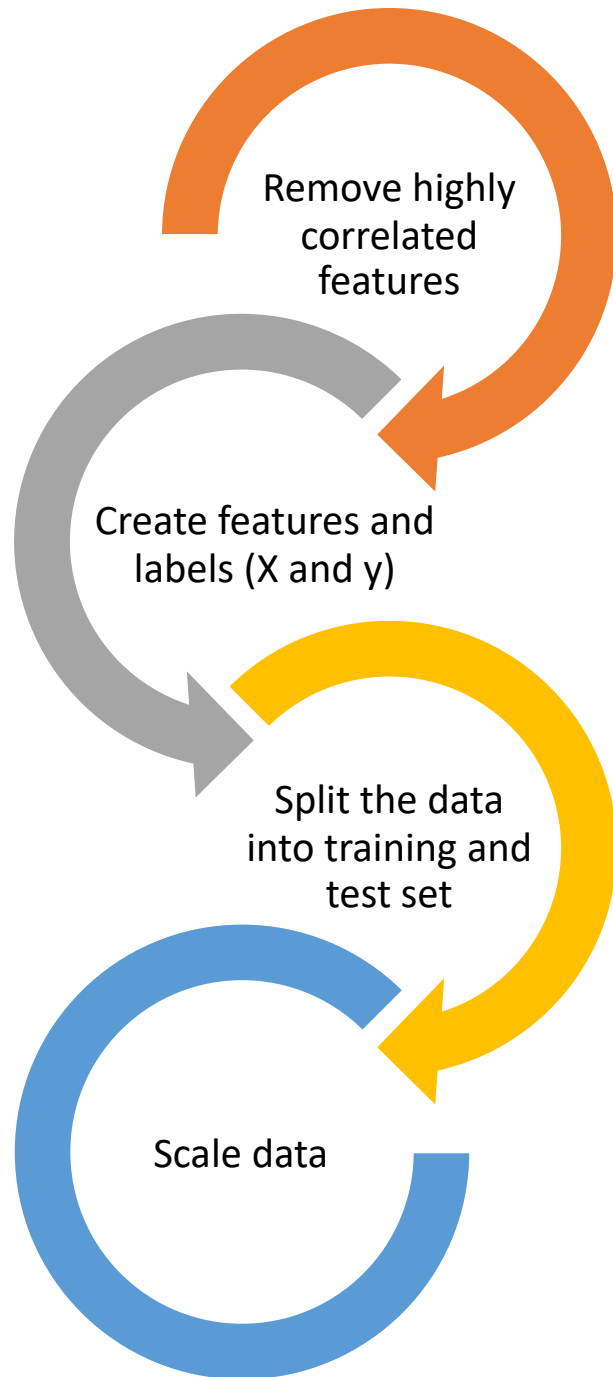 Remove highly
correlated
features
Create features and
labels (X and y)
Split the data
into training and
test set
Scale data